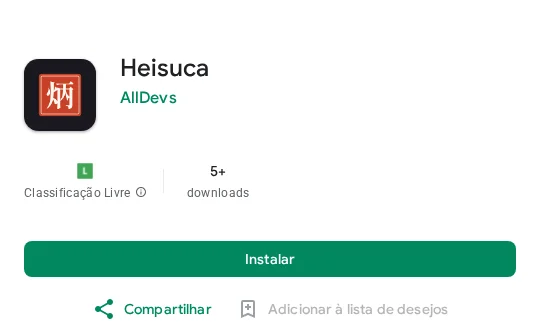 Heisuca
炳
AllDevs
L
5+
Classificação Livre
downloads
Instalar
Compartilhar
Adicionar à lista de desejos